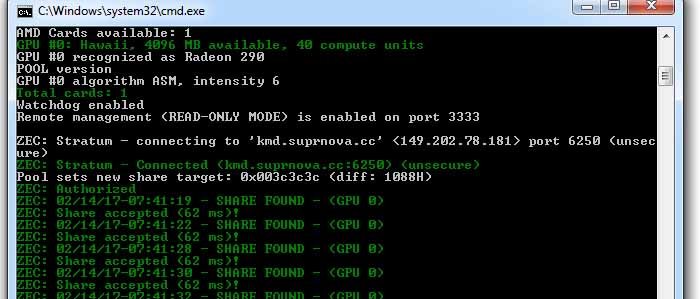 C:\Windows\system32\cmd.exe
AMD Cards available: 1
GPU #0: Hawaii, 4096 MB available, 40 compute units
GPU #0 recognized as Radeon 290
POOL version
GPU #0 algorithm ASM, intensity 6
Total cards: 1
Watchdog enabled
Remote management (READ-ONLY MODE) is enabled on port 3333
ZEC: Stratum - connecting to 'kmd.suprnova.cc' <149.202.78.181> port 6250 (unsec
ure)
ZEC: Stratum - Connected (kmd.suprnova.cc:6250) (unsecure)
Pool sets new share target: 0x003c3c3c (diff: 1088H)
ZEC: Authorized
ZEC: 02/14/17-07:41:19 - SHARE FOUND - (GPU 0)
ZEC: Share accepted (62 ms)!
ZEC: 02/14/17-07:41:22 - SHARE FOUND - (GPU 0)
ZEC: Share accepted (62 ms)!
ZEC: 02/14/17-07:41:28 - SHARE FOUND - (GPU 0)
ZEC: Share accepted (62 ms)!
ZEC: 02/14/17-07:41:30 - SHARE FOUND - (GPU 0)
ZEC: Share accepted (62 ms)!
ZEC: 02/14/17-07:41:32 - SHARE FOUND - (GPU 0)